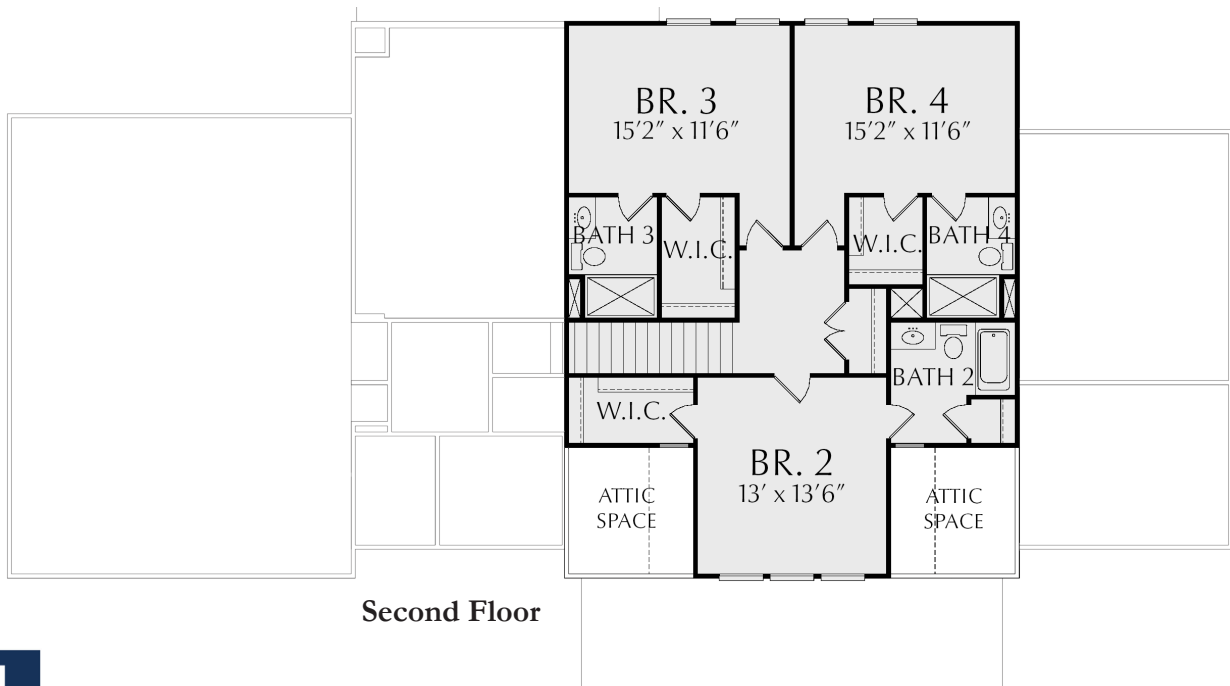 BR. 3
15'2" x 11'6"
BR. 4
15'2" x 11'6"
BATH 3
W.I.C.
W.I.C.
BATH 4
BATH 2
W.I.C.
BR. 2
13' x 13'6"
ATTIC
SPACE
ATTIC
SPACE
Second Floor